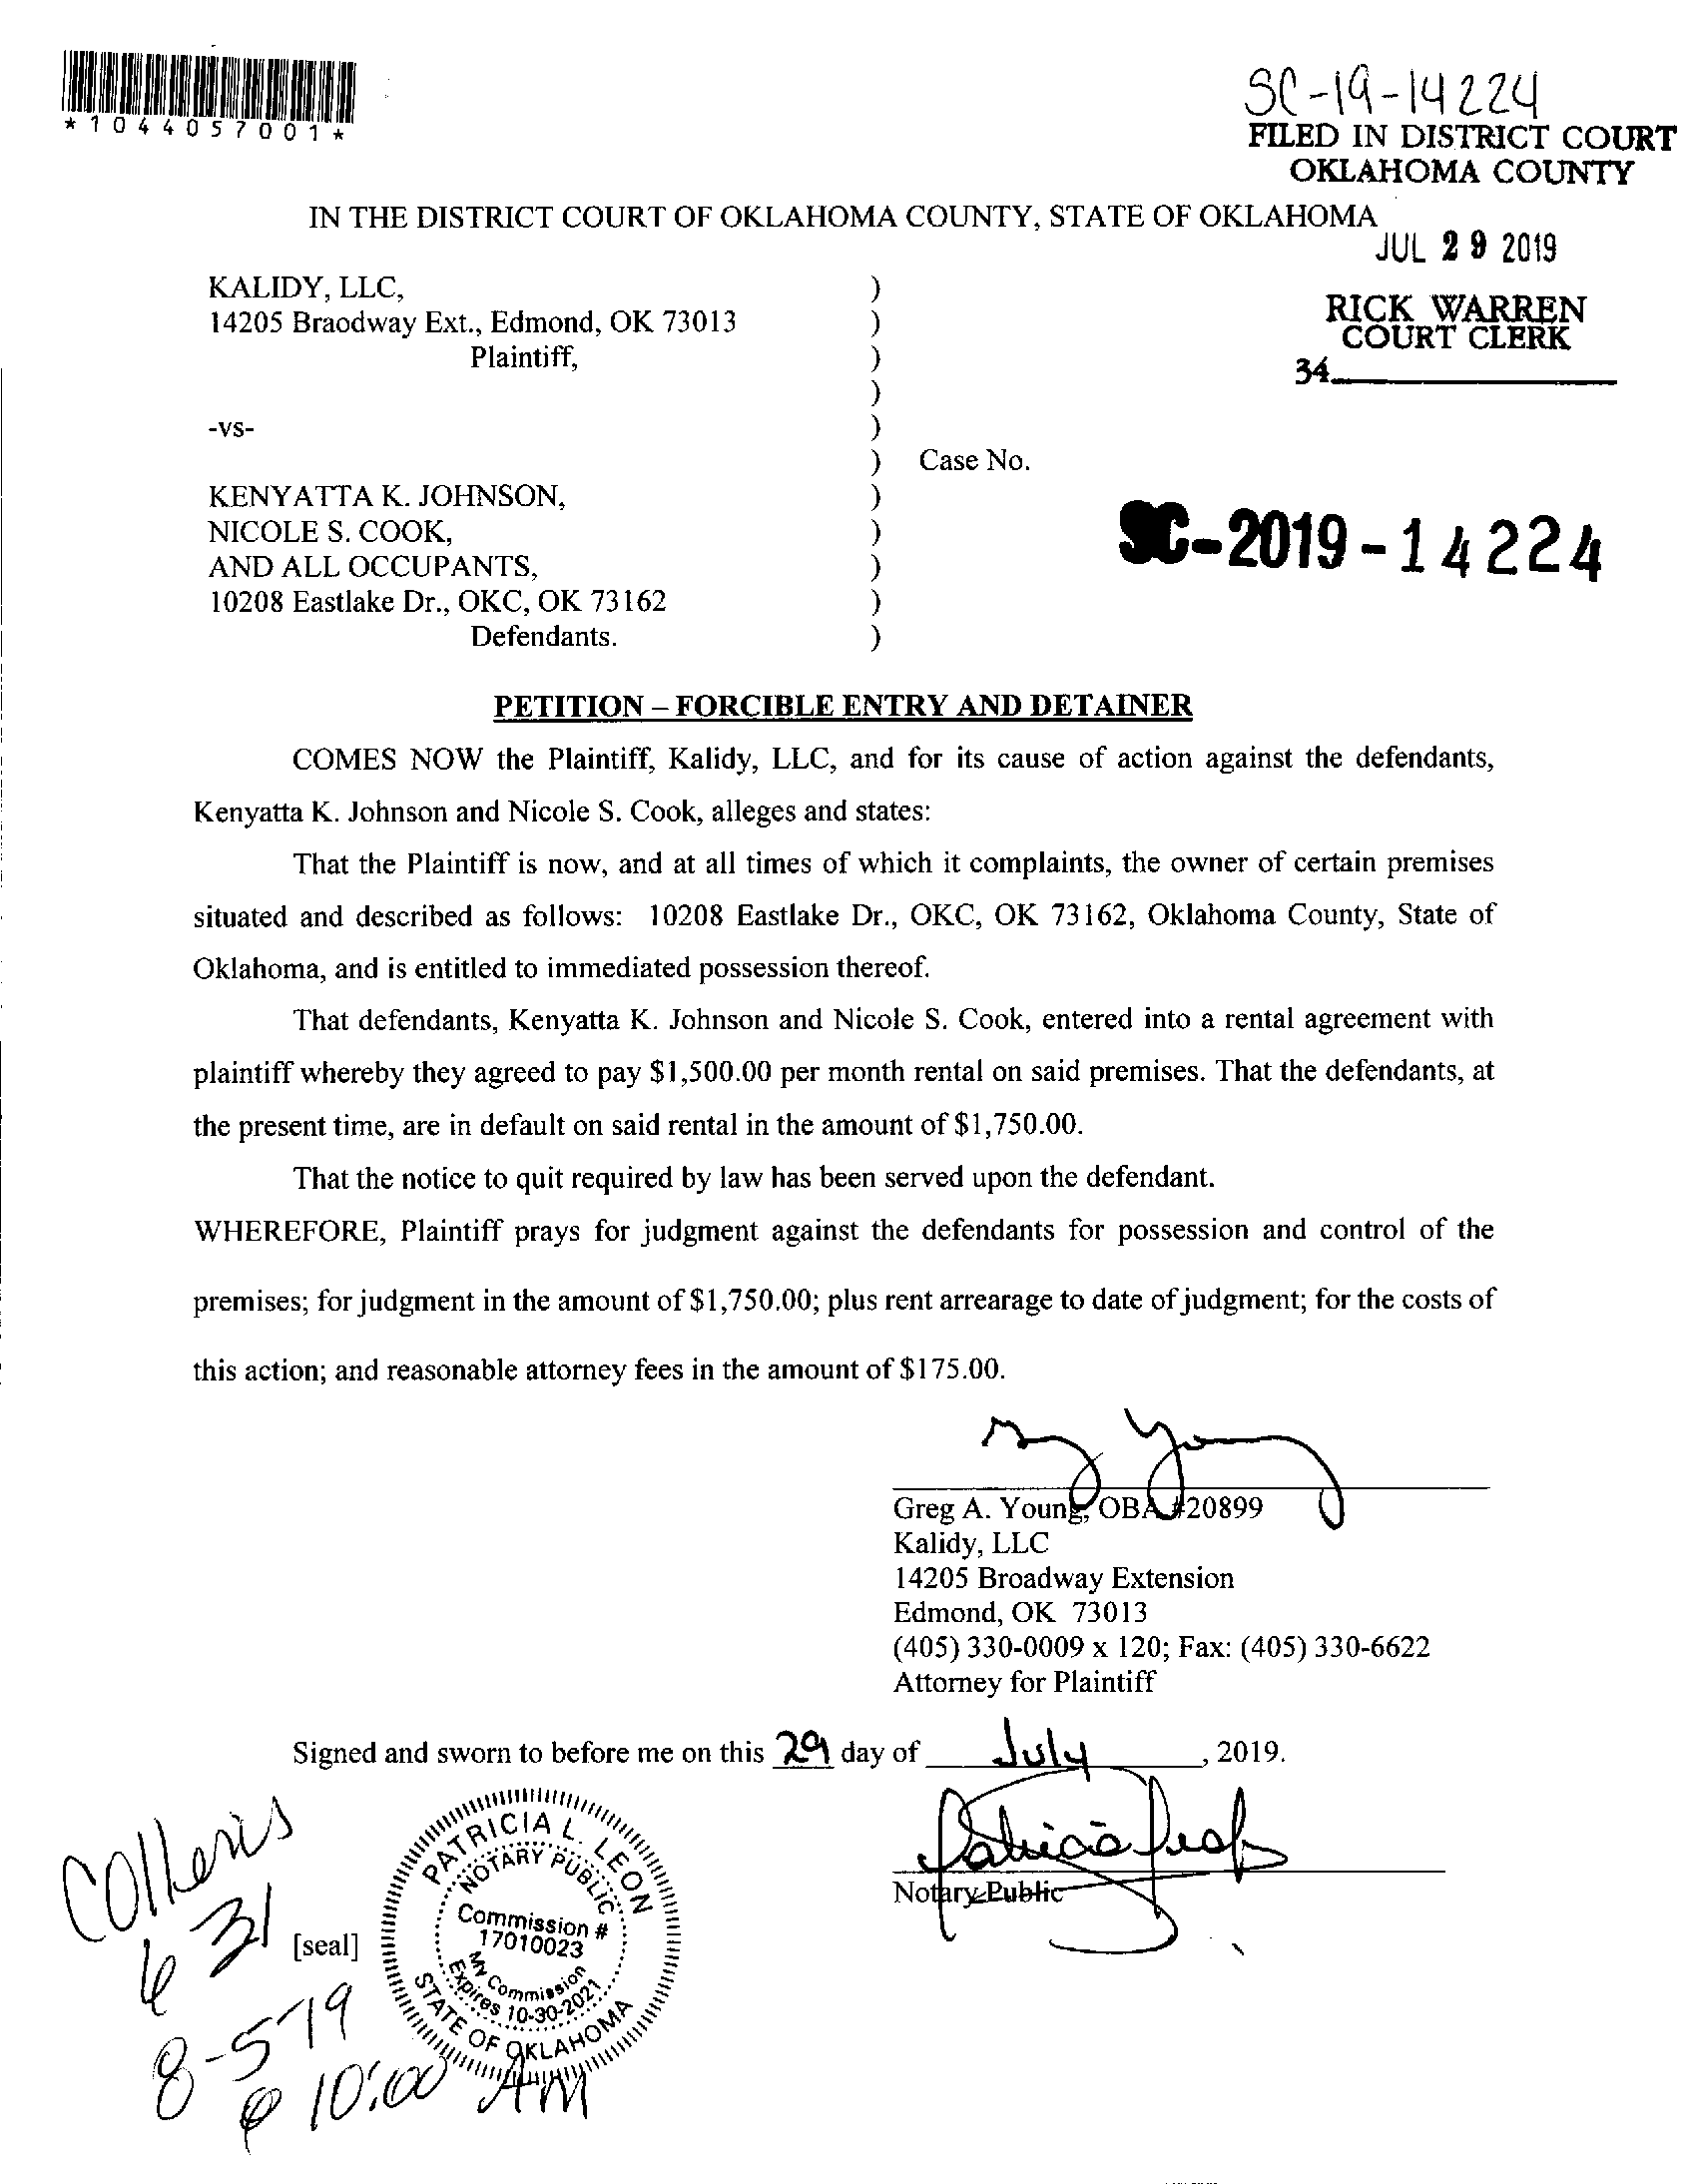 *1044057001*
SC-19-14224
FILED IN DISTRICT COURT
OKLAHOMA COUNTY
IN THE DISTRICT COURT OF OKLAHOMA COUNTY, STATE OF OKLAHOMA
JUL 29 2019
RICK WARREN
COURT CLERK
34
KALIDY, LLC, )
14205 Braodway Ext., Edmond, OK 73013 )
Plaintiff, )
)
-vs- )
) Case No.
KENYATTA K. JOHNSON, )
NICOLE S. COOK, )
AND ALL OCCUPANTS, )
10208 Eastlake Dr., OKC, OK 73162 )
Defendants. )
SC-2019-14224
PETITION – FORCIBLE ENTRY AND DETAINER
COMES NOW the Plaintiff, Kalidy, LLC, and for its cause of action against the defendants,
Kenyatta K. Johnson and Nicole S. Cook, alleges and states:
That the Plaintiff is now, and at all times of which it complaints, the owner of certain premises
situated and described as follows: 10208 Eastlake Dr., OKC, OK 73162, Oklahoma County, State of
Oklahoma, and is entitled to immediated possession thereof.
That defendants, Kenyatta K. Johnson and Nicole S. Cook, entered into a rental agreement with
plaintiff whereby they agreed to pay $1,500.00 per month rental on said premises. That the defendants, at
the present time, are in default on said rental in the amount of $1,750.00.
That the notice to quit required by law has been served upon the defendant.
WHEREFORE, Plaintiff prays for judgment against the defendants for possession and control of the
premises; for judgment in the amount of $1,750.00; plus rent arrearage to date of judgment; for the costs of
this action; and reasonable attorney fees in the amount of $175.00.
Greg A. Young, OBA #20899
Kalidy, LLC
14205 Broadway Extension
Edmond, OK 73013
(405) 330-0009 x 120; Fax: (405) 330-6622
Attorney for Plaintiff
Signed and sworn to before me on this 29 day of July, 2019.
Notary Public
[seal]
PATRICIA L. LEON
NOTARY PUBLIC
Commission #
17010023
My Commission
Expires 10-30-2021
STATE OF OKLAHOMA
31
8-5-19
@ 10:00 AM